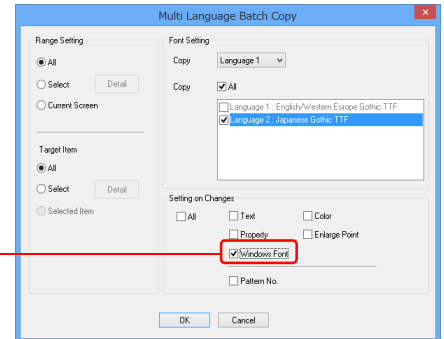 Multi Language Batch Copy
Range Setting
All
Select Detail
Current Screen
Target Item
All
Select Detail
Selected Item
Font Setting
Copy Language 1
Copy All
Language 1 : English/Western Europe Gothic TTF
Language 2 : Japanese Gothic TTF
Setting on Changes
All Text Color
Property Enlarge Point
Windows Font
Pattern No.
OK Cancel